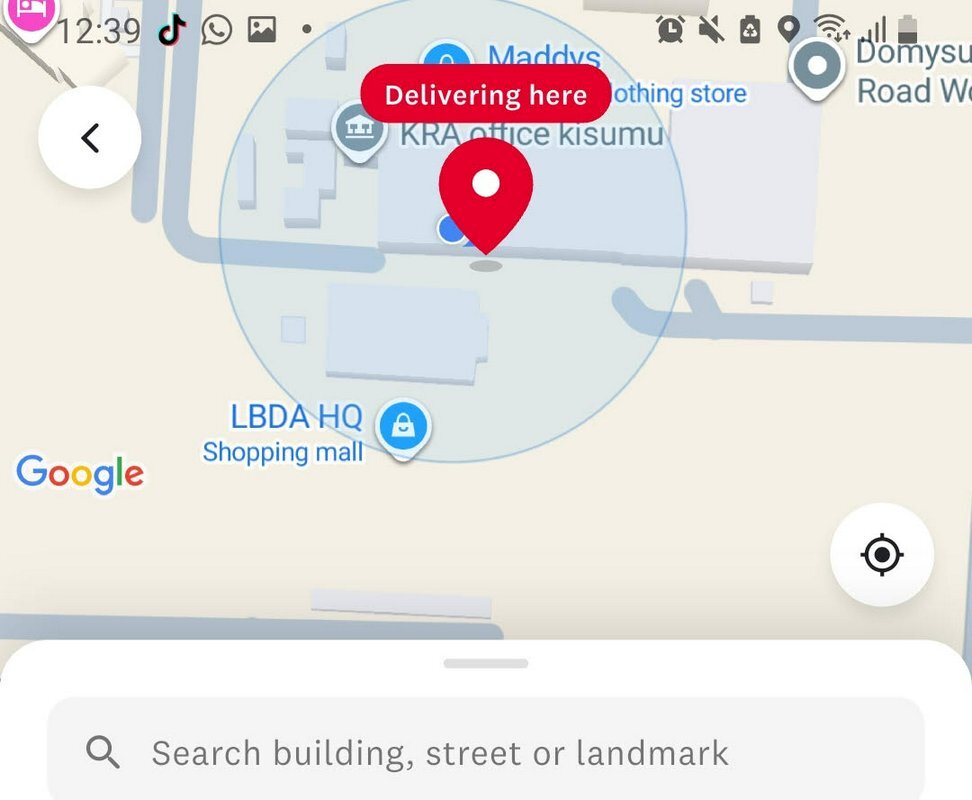 12:39
Maddys
Domysu
Delivering here
othing store
Road Wo
KRA office kisumu
LBDA HQ
Shopping mall
Google
Search building, street or landmark